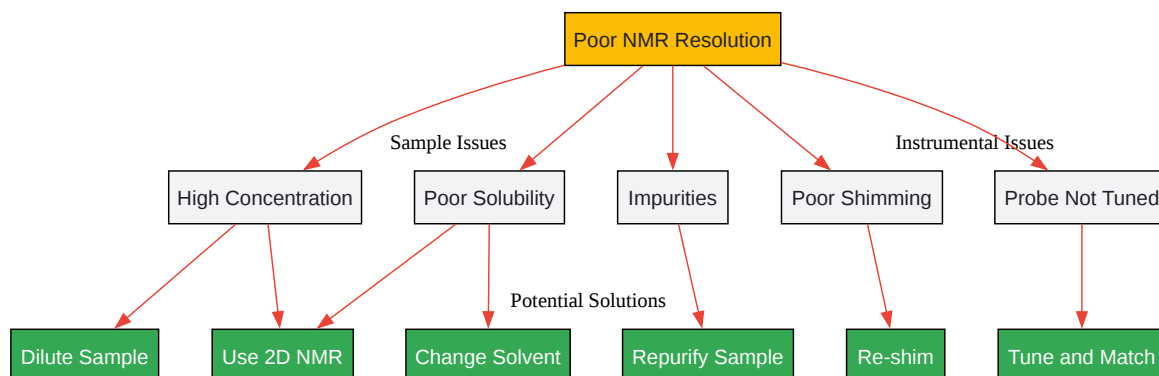 Poor NMR Resolution
Sample Issues
Instrumental Issues
High Concentration
Poor Solubility
Impurities
Poor Shimming
Probe Not Tuned
Potential Solutions
Dilute Sample
Use 2D NMR
Change Solvent
Repurify Sample
Re-shim
Tune and Match